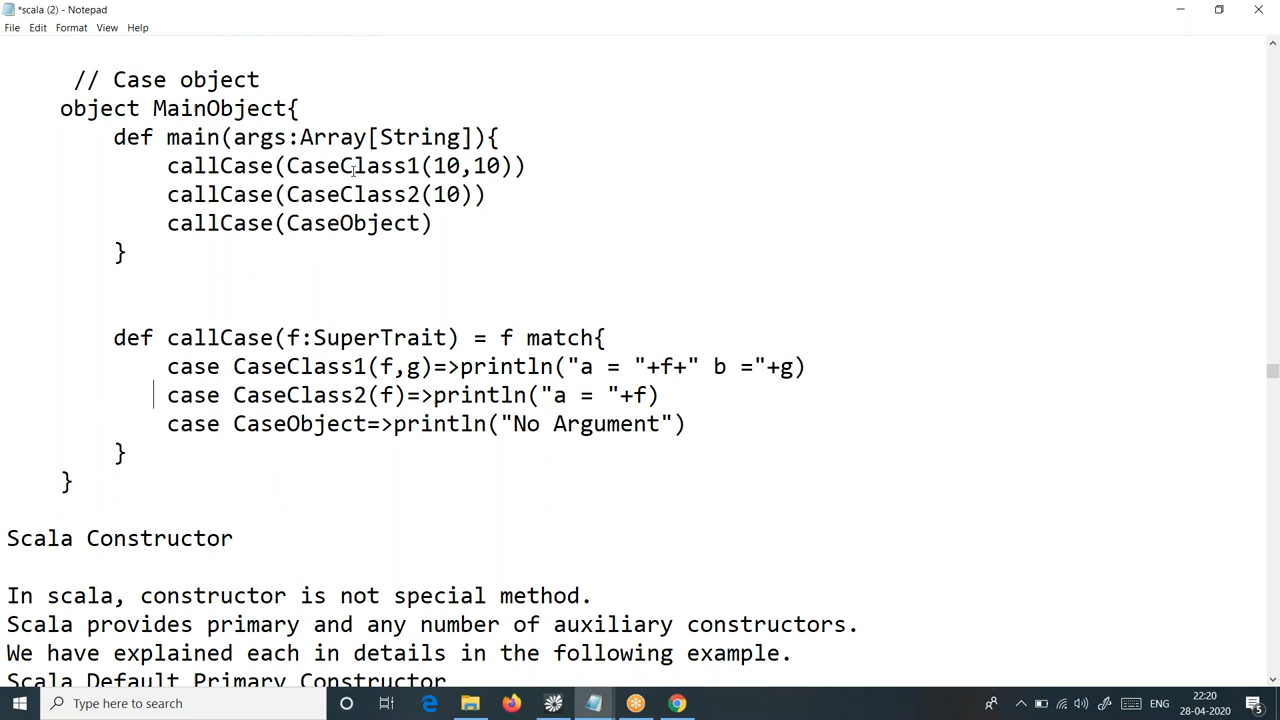 *scala (2) - Notepad
File Edit Format View Help
// Case object
object MainObject{
def main(args:Array[String]){
callCase(CaseClass1(10,10))
callCase(CaseClass2(10))
callCase(CaseObject)
}
def callCase(f:SuperTrait) = f match{
case CaseClass1(f,g)=>println("a = "+f+" b ="+g)
case CaseClass2(f)=>println("a = "+f)
case CaseObject=>println("No Argument")
}
}
Scala Constructor
In scala, constructor is not special method.
Scala provides primary and any number of auxiliary constructors.
We have explained each in details in the following example.
Scala Default Primary Constructor
Type here to search
ENG
22:20
28-04-2020
5